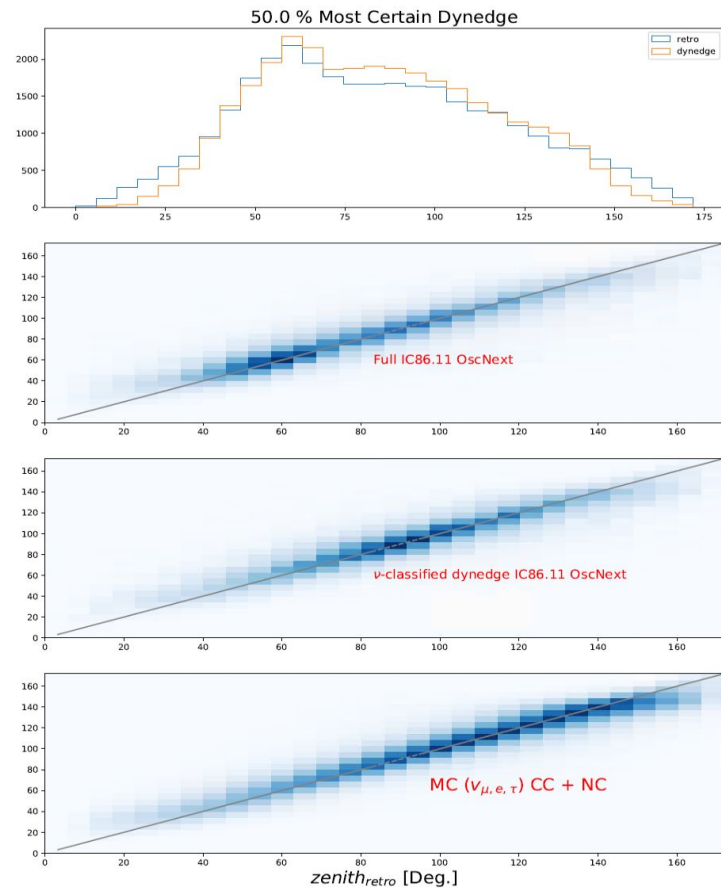 50.0 % Most Certain Dynedge
retro
dynedge
2000
1500
1000
500
0
0 25 50 75 100 125 150 175
160
140
120
100
80
60
40
20
0
Full IC86.11 OscNext
0 20 40 60 80 100 120 140 160
160
140
120
100
80
60
40
20
0
ν-classified dynedge IC86.11 OscNext
0 20 40 60 80 100 120 140 160
160
140
120
100
80
60
40
20
0
MC (v_{μ, e, τ}) CC + NC
0 20 40 60 80 100 120 140 160
zenith_{retro} [Deg.]